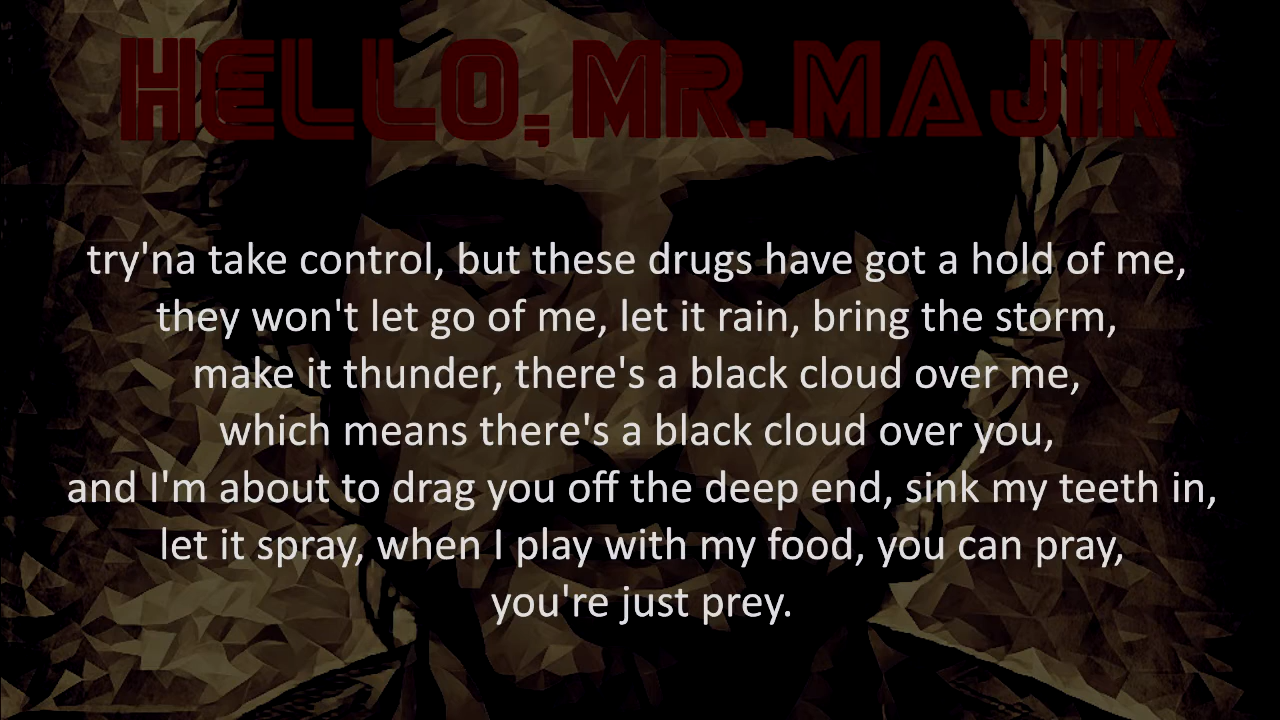 HELLO, MR. MAJIK
try'na take control, but these drugs have got a hold of me,
they won't let go of me, let it rain, bring the storm,
make it thunder, there's a black cloud over me,
which means there's a black cloud over you,
and I'm about to drag you off the deep end, sink my teeth in,
let it spray, when I play with my food, you can pray,
you're just prey.